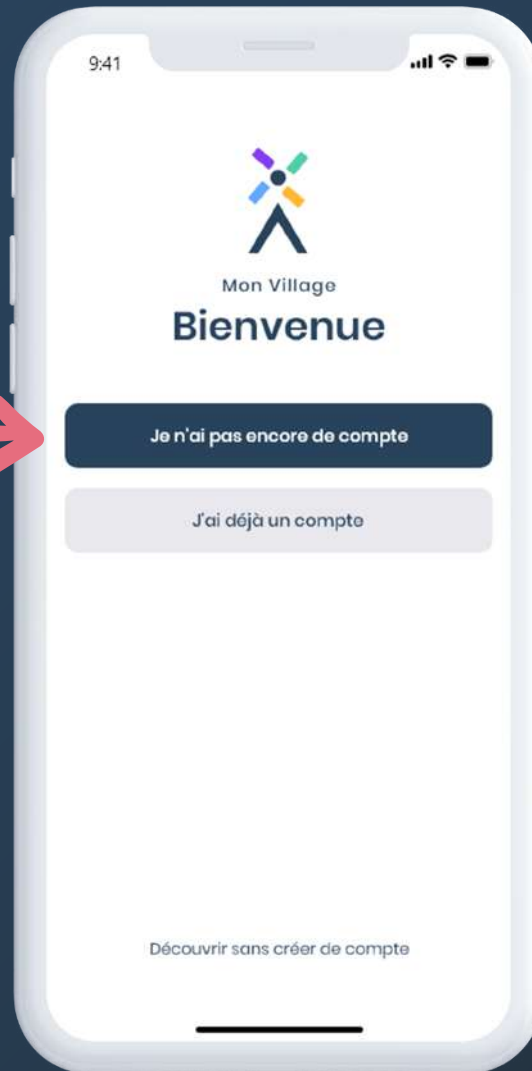 9:41
Mon Village
Bienvenue
Je n'ai pas encore de compte
J'ai déjà un compte
Découvrir sans créer de compte